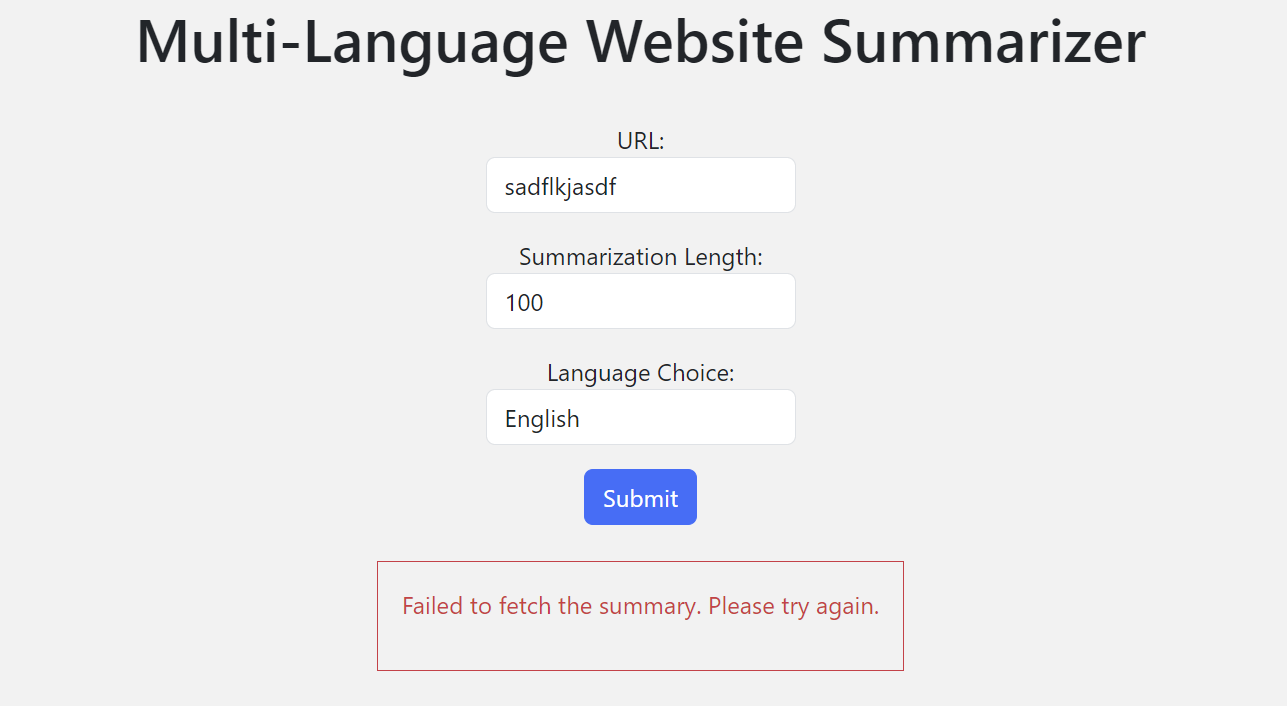 Multi-Language Website Summarizer
URL:
sadflkjasdf
Summarization Length:
100
Language Choice:
English
Submit
Failed to fetch the summary. Please try again.